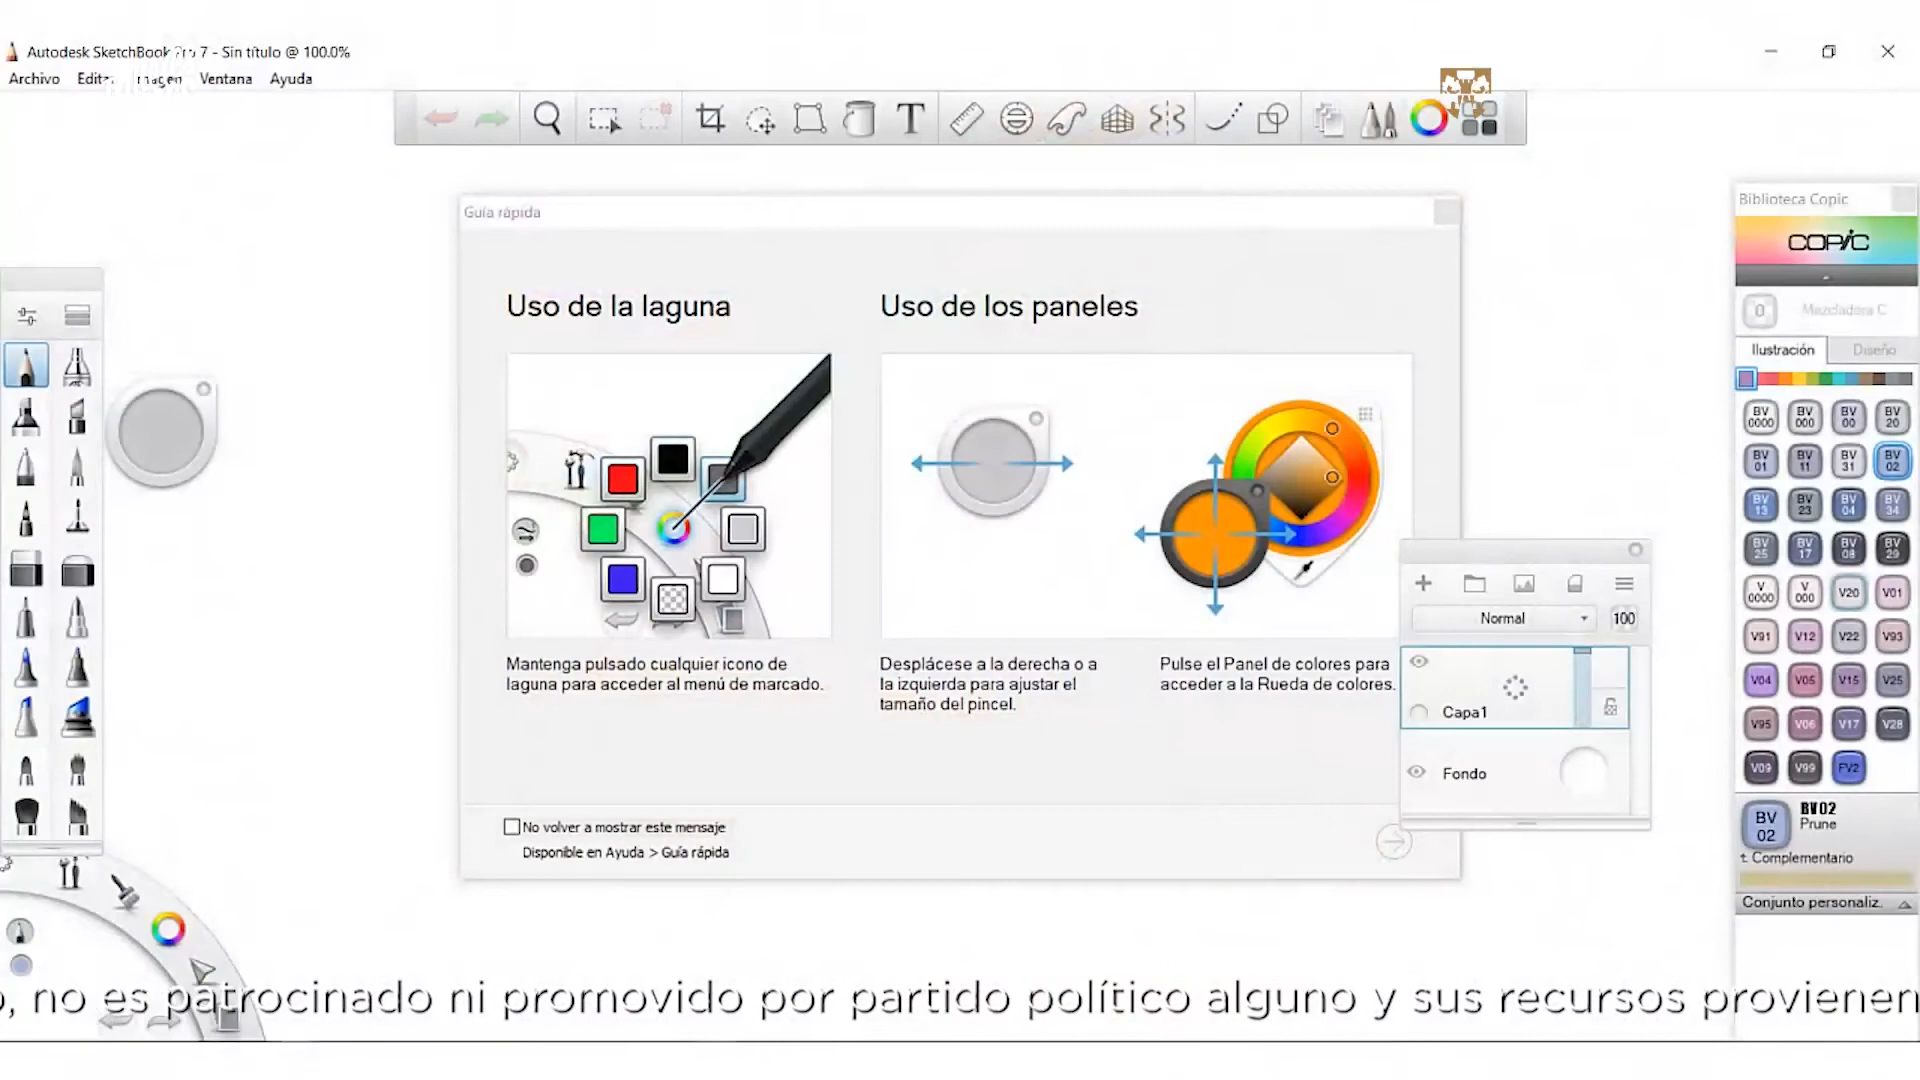 Autodesk SketchBook Pro 7 - Sin título @ 100.0%
Archivo Ventana Ayuda
Guía rápida
Uso de la laguna
Mantenga pulsado cualquier icono de
laguna para acceder al menú de marcado.
Uso de los paneles
Desplácese a la derecha o a
la izquierda para ajustar el
tamaño del pincel.
Pulse el Panel de colores para
acceder a la Rueda de colores.
No volver a mostrar este mensaje
Disponible en Ayuda > Guía rápida
Normal 100
Capa1
Fondo
Biblioteca Copic
COPIC
0 Mezcladora C
Ilustración Diseño
BV 0000 BV 000 BV 00 BV 20
BV 01 BV 11 BV 31 BV 02
BV 13 BV 23 BV 04 BV 34
BV 25 BV 17 BV 08 BV 29
V 0000 V 000 V20 V01
V91 V12 V22 V93
V04 V05 V15 V25
V95 V06 V17 V28
V09 V99 FV2
BV 02
BV02
Prune
t. Complementario
Conjunto personaliz.
o, no es patrocinado ni promovido por partido político alguno y sus recursos provienen